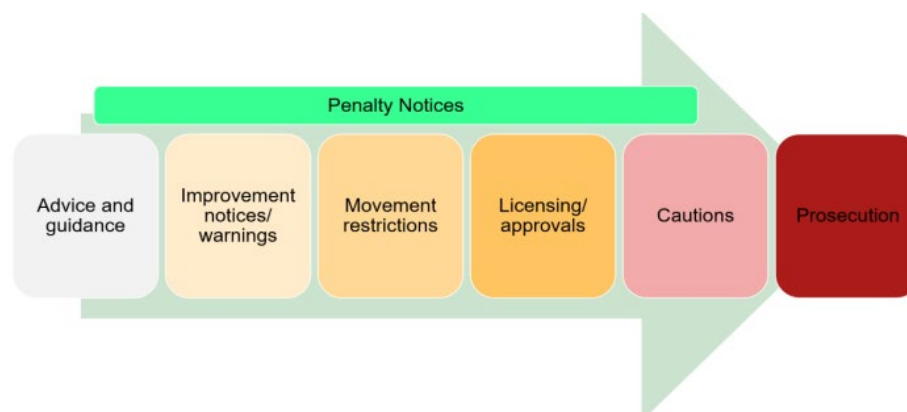 Penalty Notices
Advice and
guidance
Improvement
notices/
warnings
Movement
restrictions
Licensing/
approvals
Cautions
Prosecution